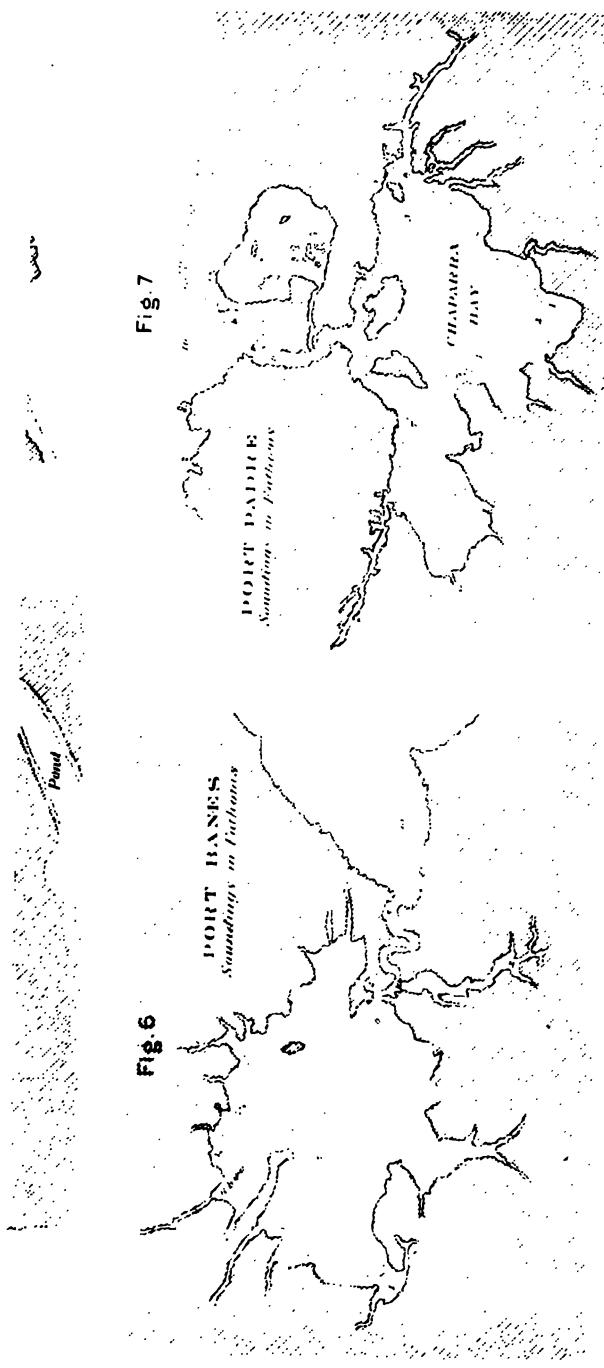 Pond
Fig. 6
PORT BANES
Soundings in Fathoms
Fig. 7
PORT PADRE
Soundings in Fathoms
CHAPARRA
BAY